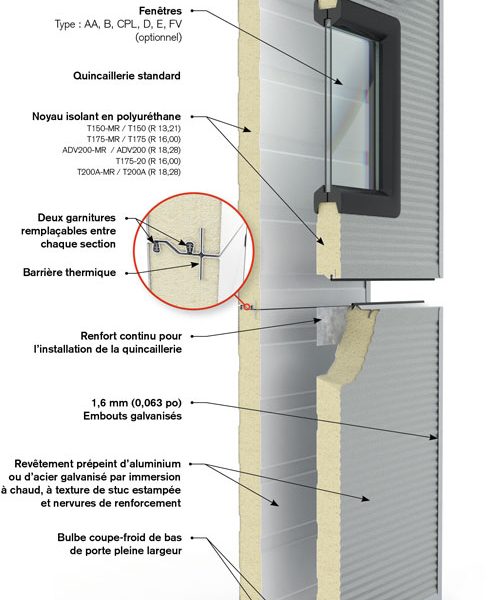 Fenêtres
Type : AA, B, CPL, D, E, FV
(optionnel)
Quincaillerie standard
Noyau isolant en polyuréthane
T150-MR / T150 (R 13,21)
T175-MR / T175 (R 16,00)
ADV200-MR / ADV200 (R 18,28)
T175-20 (R 16,00)
T200A-MR / T200A (R 18,28)
Deux garnitures
remplaçables entre
chaque section
Barrière thermique
Renfort continu pour
l'installation de la quincaillerie
1,6 mm (0,063 po)
Embouts galvanisés
Revêtement prépeint d'aluminium
ou d'acier galvanisé par immersion
à chaud, à texture de stuc estampée
et nervures de renforcement
Bulbe coupe-froid de bas
de porte pleine largeur